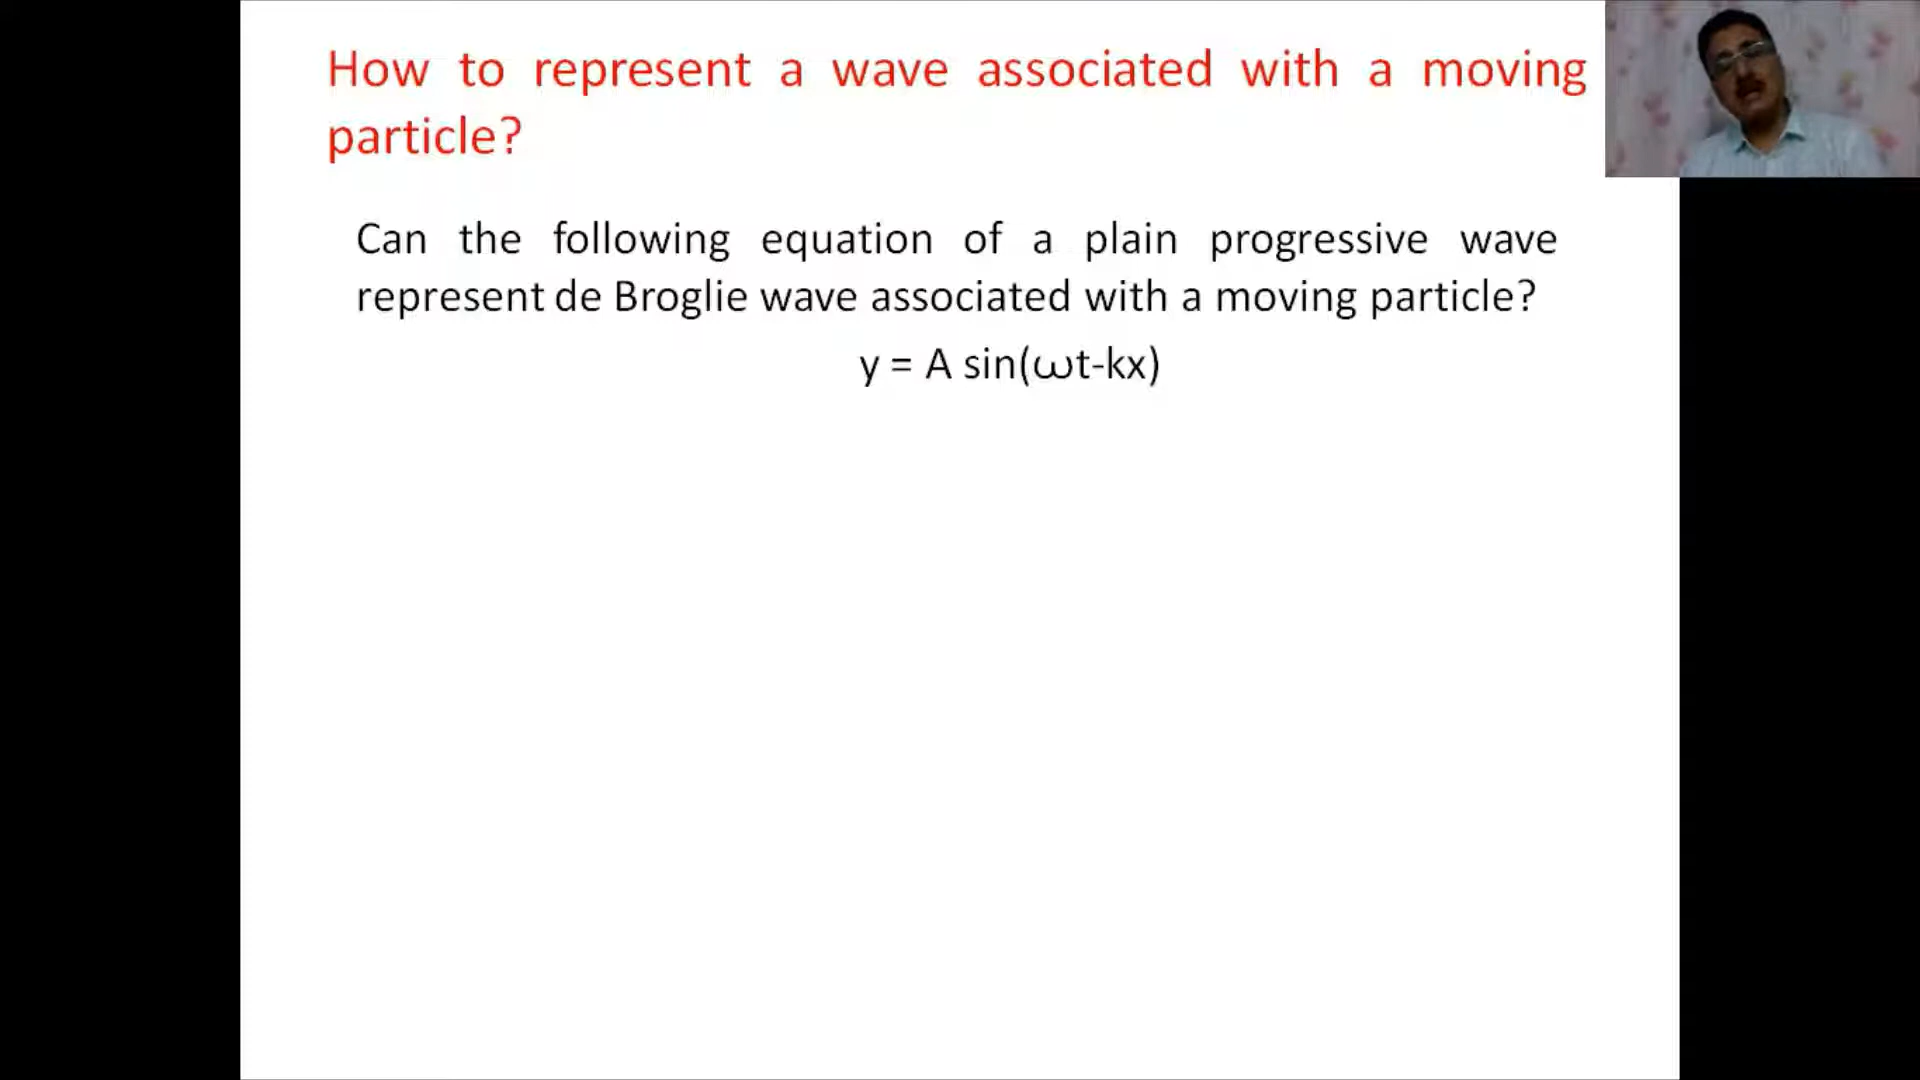 How to represent a wave associated with a moving
particle?
Can the following equation of a plain progressive wave
represent de Broglie wave associated with a moving particle?
y = A sin(ωt-kx)